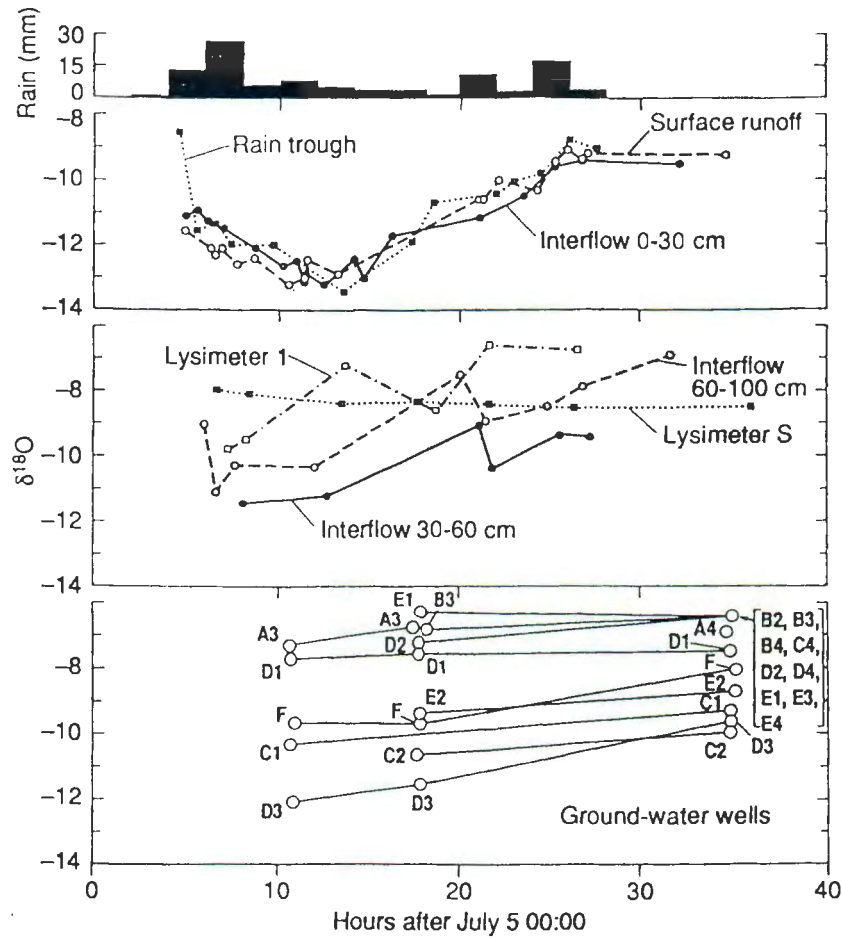 Rain (mm)
30
15
0
−8
−10
−12
−14
Rain trough
Surface runoff
Interflow 0-30 cm
δ18O
−8
−10
−12
−14
Lysimeter 1
Interflow
60-100 cm
Lysimeter S
Interflow 30-60 cm
−8
−10
−12
−14
A3
D1
F
C1
D3
E1
B3
A3
D2
D1
E2
F
C2
D3
A4
D1
F
E2
C1
C2
D3
B2, B3,
B4, C4,
D2, D4,
E1, E3,
E4
Ground-water wells
0
10
20
30
40
Hours after July 5 00:00